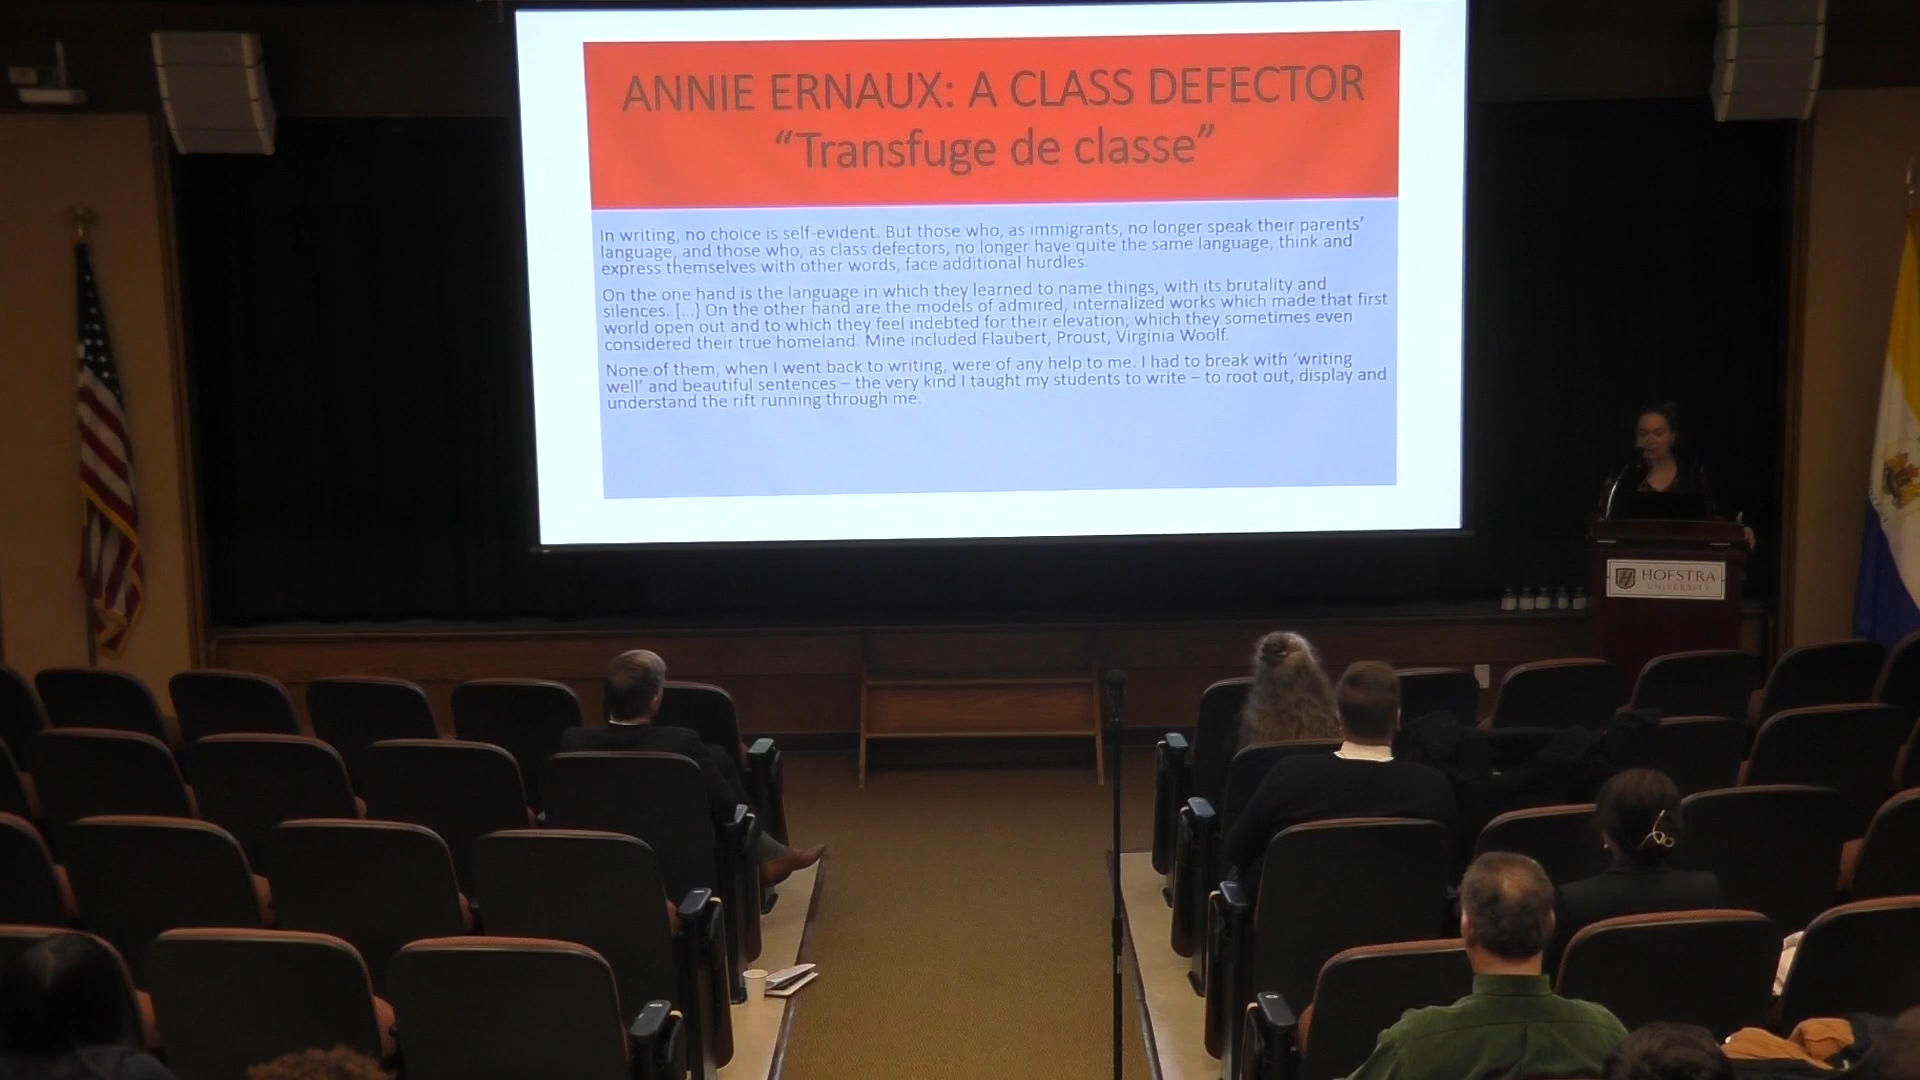 ANNIE ERNAUX: A CLASS DEFECTOR
“Transfuge de classe”
In writing, no choice is self-evident. But those who, as immigrants, no longer speak their parents’
language, and those who, as class defectors, no longer have quite the same language, think and
express themselves with other words, face additional hurdles.
On the one hand is the language in which they learned to name things, with its brutality and
silences. [...] On the other hand are the models of admired, internalized works which made that first
world open out and to which they feel indebted for their elevation, which they sometimes even
considered their true homeland. Mine included Flaubert, Proust, Virginia Woolf.
None of them, when I went back to writing, were of any help to me. I had to break with ‘writing
well’ and beautiful sentences – the very kind I taught my students to write – to root out, display and
understand the rift running through me.
HOFSTRA
UNIVERSITY